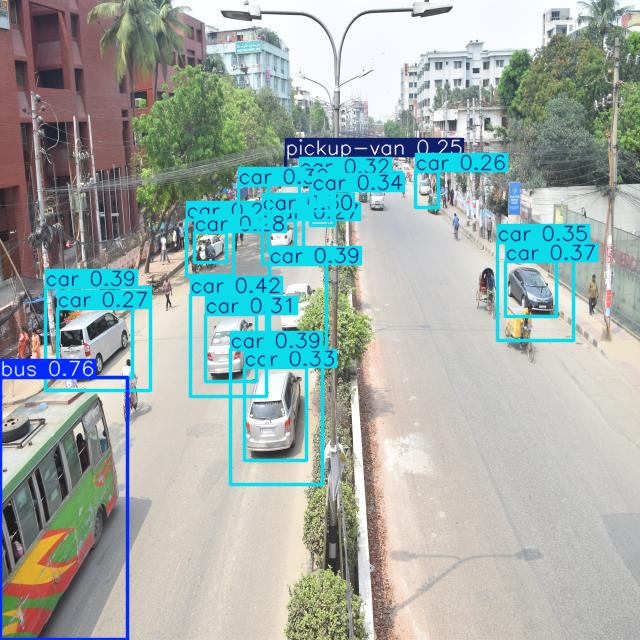 pickup-van 0.25
car 0.32
car 0.26
car 0.34
car 0.35
car 0.37
car 0.39
car 0.39
car 0.27
car 0.42
car 0.31
car 0.39
car 0.33
bus 0.76